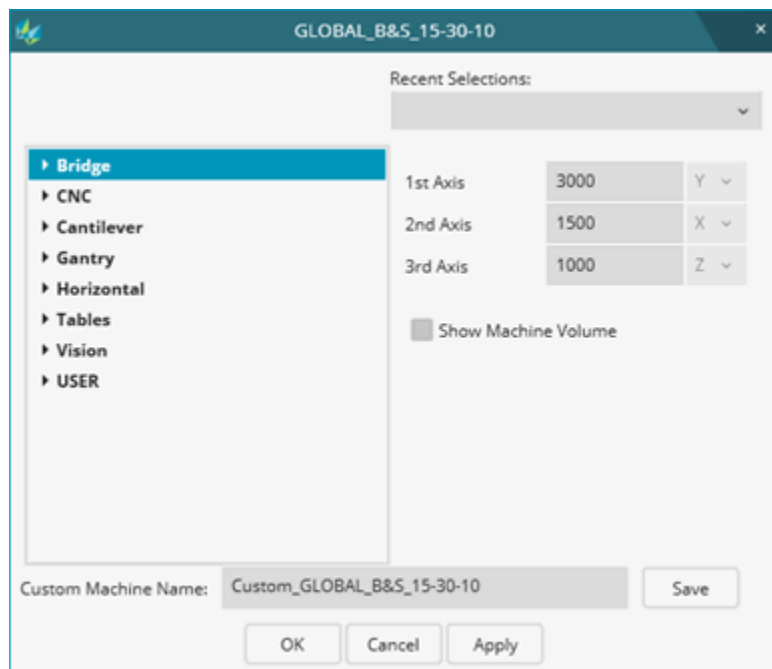 GLOBAL_B&S_15-30-10
Recent Selections:
Bridge
CNC
Cantilever
Gantry
Horizontal
Tables
Vision
USER
1st Axis 3000 Y
2nd Axis 1500 X
3rd Axis 1000 Z
Show Machine Volume
Custom Machine Name: Custom_GLOBAL_B&S_15-30-10 Save
OK Cancel Apply